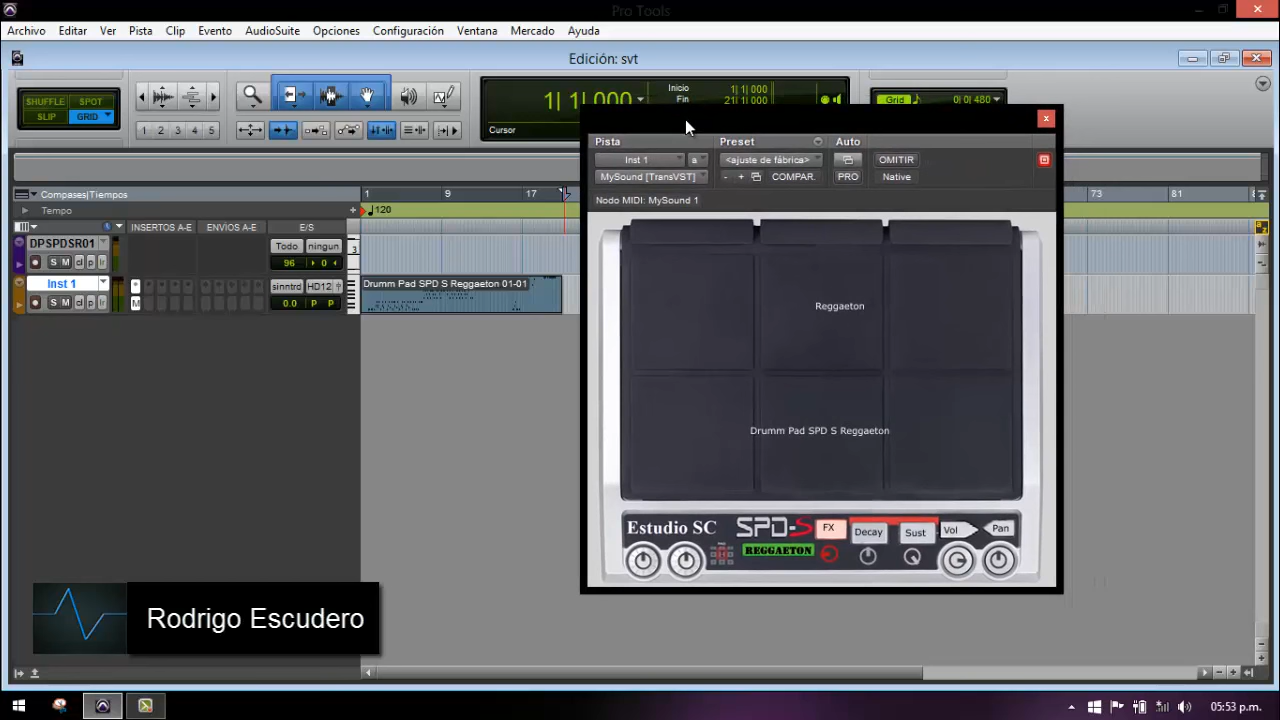 Pro Tools
Archivo Editar Ver Pista Clip Evento AudioSuite Opciones Configuración Ventana Mercado Ayuda
Edición: svt
SHUFFLE SPOT
SLIP GRID
1 2 3 4 5
1| 1| 000
Inicio 1| 1| 000
Fin 21| 1| 000
Cursor
Grid 0| 0| 480
Pista Preset Auto
Inst 1 a <ajuste de fábrica> OMITIR
MySound [TransVST] - + COMPAR. PRO Native
Nodo MIDI: MySound 1
Compases|Tiempos 1 9 17 73 81
Tempo + 120
INSERTOS A-E ENVÍOS A-E E/S
DPSPDSR01 Todo ningun
S M 96 0
Inst 1 sinntrd HD12
S M M 0.0 P P
Drumm Pad SPD S Reggaeton 01-01
Reggaeton
Drumm Pad SPD S Reggaeton
Estudio SC SPD-S FX Decay Sust Vol Pan
REGGAETON
Rodrigo Escudero
05:53 p.m.